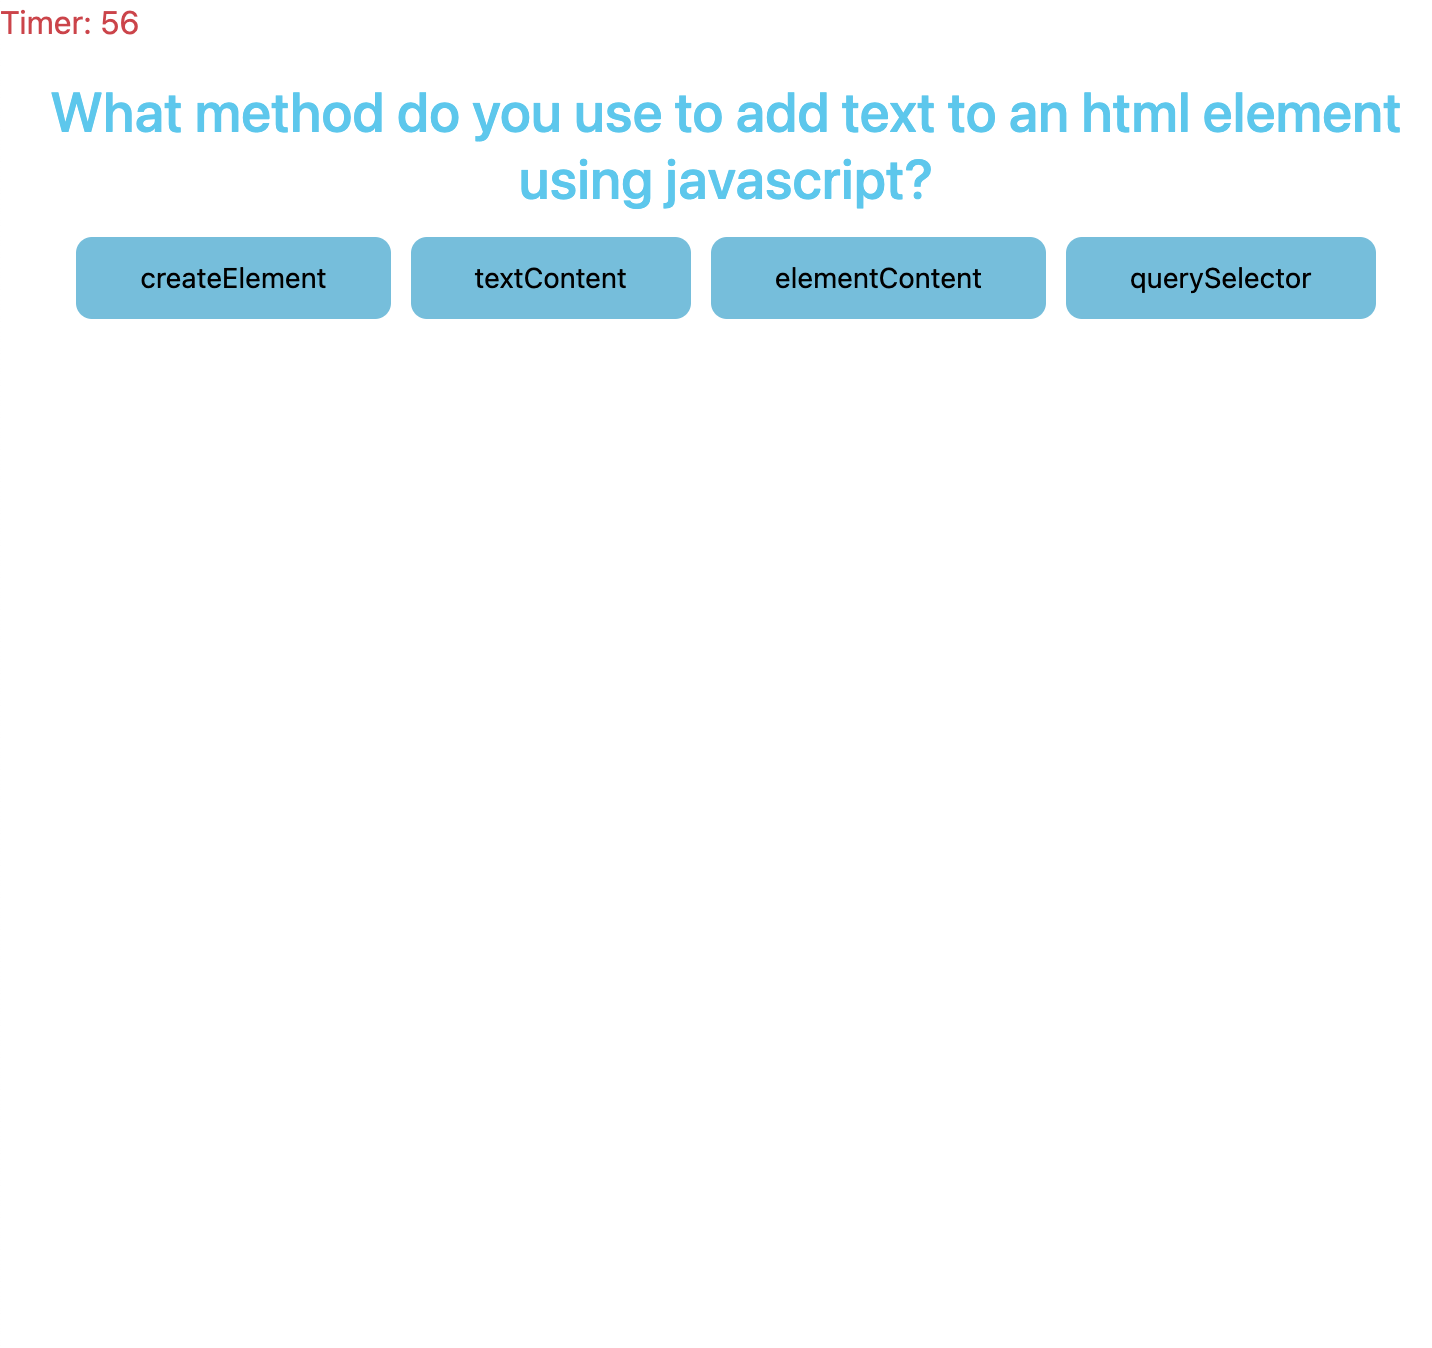 Timer: 56
What method do you use to add text to an html element
using javascript?
createElement textContent elementContent querySelector